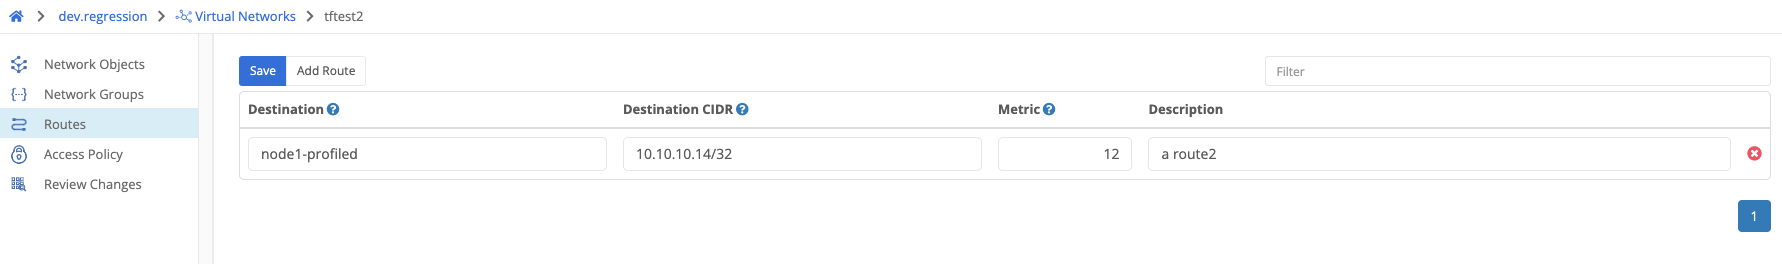 dev.regression Virtual Networks tftest2
Network Objects
Network Groups
Routes
Access Policy
Review Changes
Save Add Route Filter
Destination Destination CIDR Metric Description
node1-profiled 10.10.10.14/32 12 a route2
1